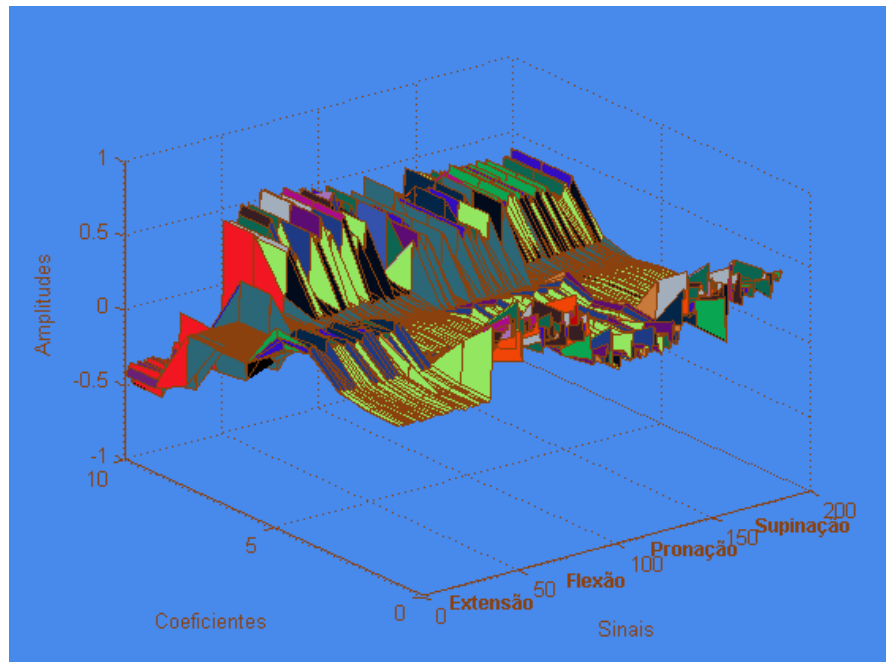 1
0.5
0
-0.5
-1
Amplitudes
10
5
0
Coeficientes
0
50
100
150
200
Extensão
Flexão
Pronação
Supinação
Sinais